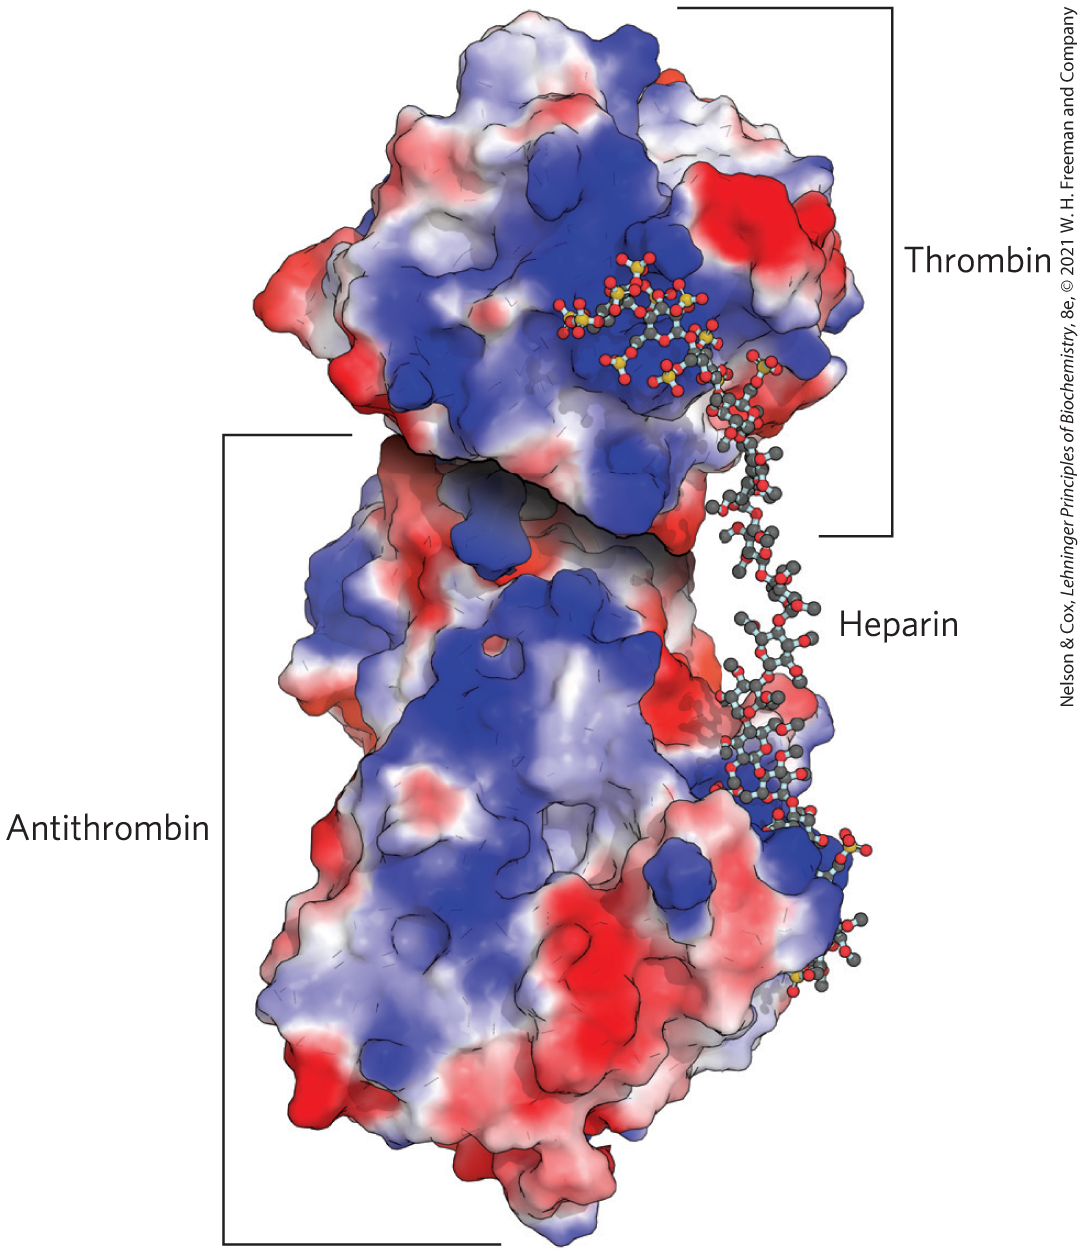 Thrombin
Heparin
Antithrombin
Nelson & Cox, Lehninger Principles of Biochemistry, 8e, © 2021 W. H. Freeman and Company